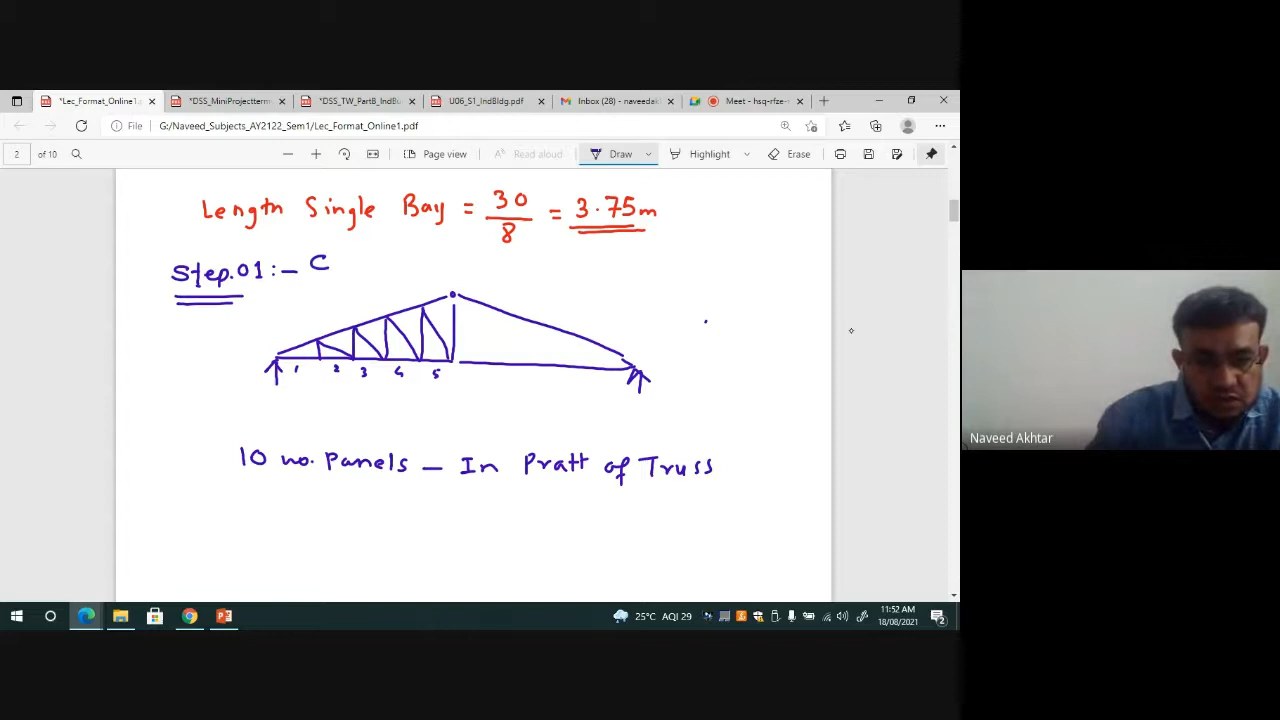 *Lec_Format_Online1.p
*DSS_MiniProjectterm
*DSS_TW_PartB_IndBu
U06_S1_IndBldg.pdf
Inbox (28) - naveedak
Meet - hsq-rfze-n
File
G:/Naveed_Subjects_AY2122_Sem1/Lec_Format_Online1.pdf
2 of 10
Page view
Read aloud
Draw
Highlight
Erase
Length Single Bay = 30/8 = 3.75m
Step.01:- C
1 2 3 4 5
10 no. Panels - In Pratt of Truss
Naveed Akhtar
25°C AQI 29
11:52 AM
18/08/2021
2